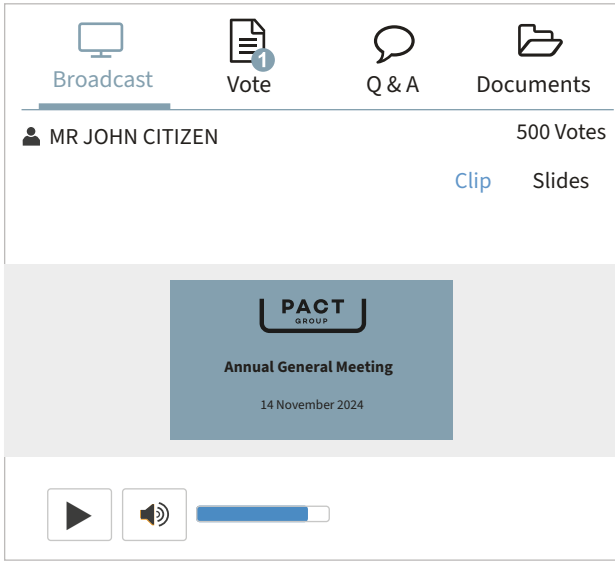 Broadcast
1
Vote
Q & A
Documents
MR JOHN CITIZEN
500 Votes
Clip
Slides
PACT
GROUP
Annual General Meeting
14 November 2024